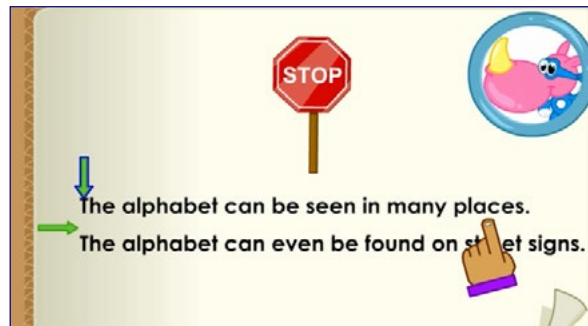 STOP
The alphabet can be seen in many places.
The alphabet can even be found on signs.